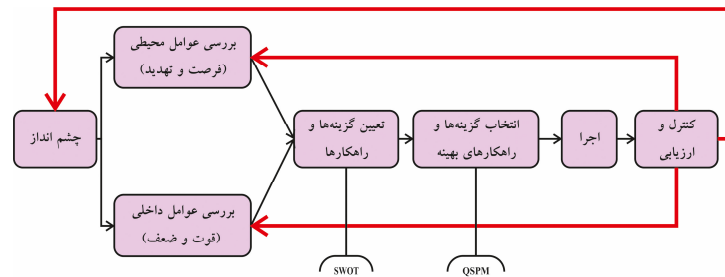 چشم انداز
بررسی عوامل محیطی
(فرصت و تهدید)
بررسی عوامل داخلی
(قوت و ضعف)
تعیین گزینه‌ها و
راهکارها
انتخاب گزینه‌ها و
راهکارهای بهینه
اجرا
کنترل و
ارزیابی
SWOT
QSPM